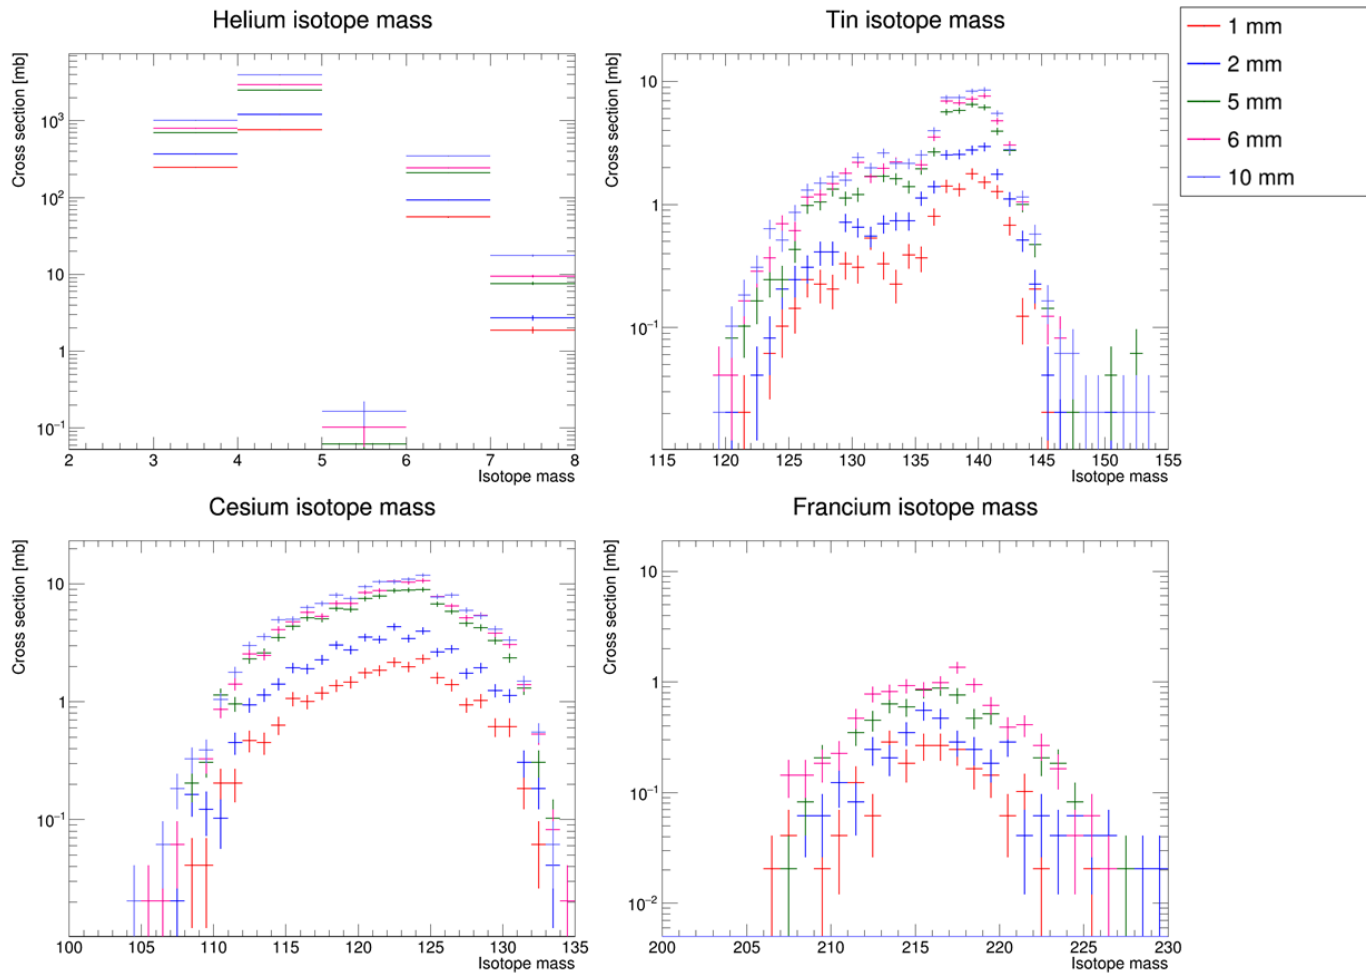 Helium isotope mass
Cross section [mb]
10³
10²
10
1
10⁻¹
2 3 4 5 6 7 8
Isotope mass
Tin isotope mass
Cross section [mb]
10
1
10⁻¹
115 120 125 130 135 140 145 150 155
Isotope mass
1 mm
2 mm
5 mm
6 mm
10 mm
Cesium isotope mass
Cross section [mb]
10
1
10⁻¹
100 105 110 115 120 125 130 135
Isotope mass
Francium isotope mass
Cross section [mb]
10
1
10⁻¹
10⁻²
200 205 210 215 220 225 230
Isotope mass